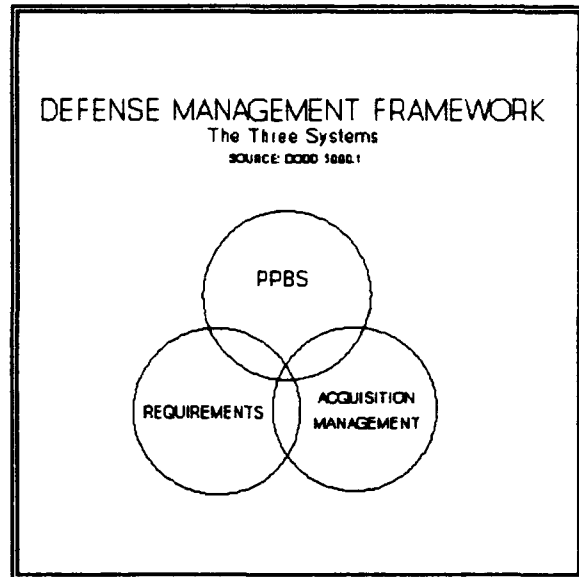 DEFENSE MANAGEMENT FRAMEWORK
The Three Systems
SOURCE: DODD 5000.1
PPBS
REQUIREMENTS
ACQUISITION
MANAGEMENT